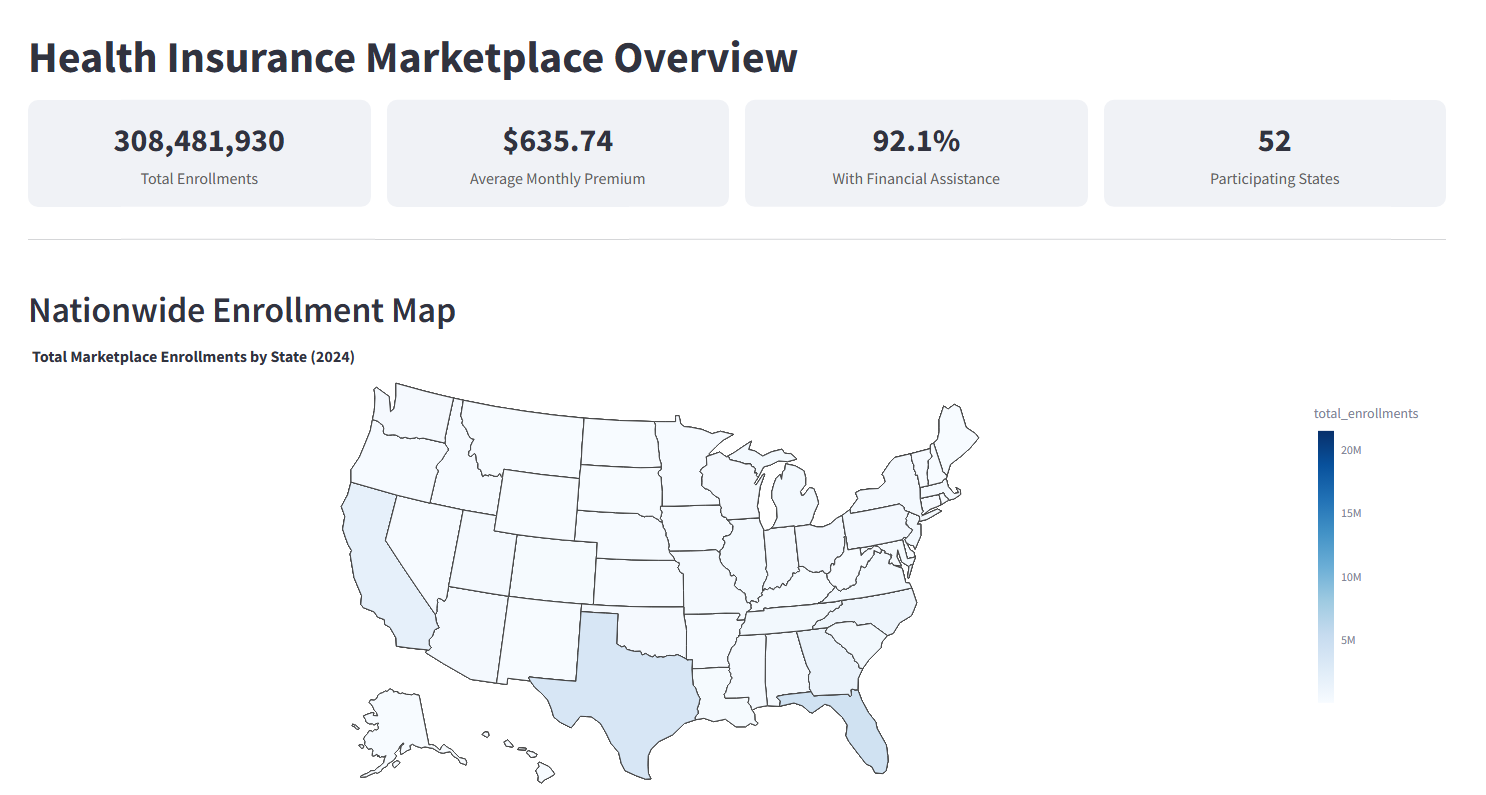 Health Insurance Marketplace Overview
308,481,930
Total Enrollments
$635.74
Average Monthly Premium
92.1%
With Financial Assistance
52
Participating States
Nationwide Enrollment Map
Total Marketplace Enrollments by State (2024)
total_enrollments
20M
15M
10M
5M